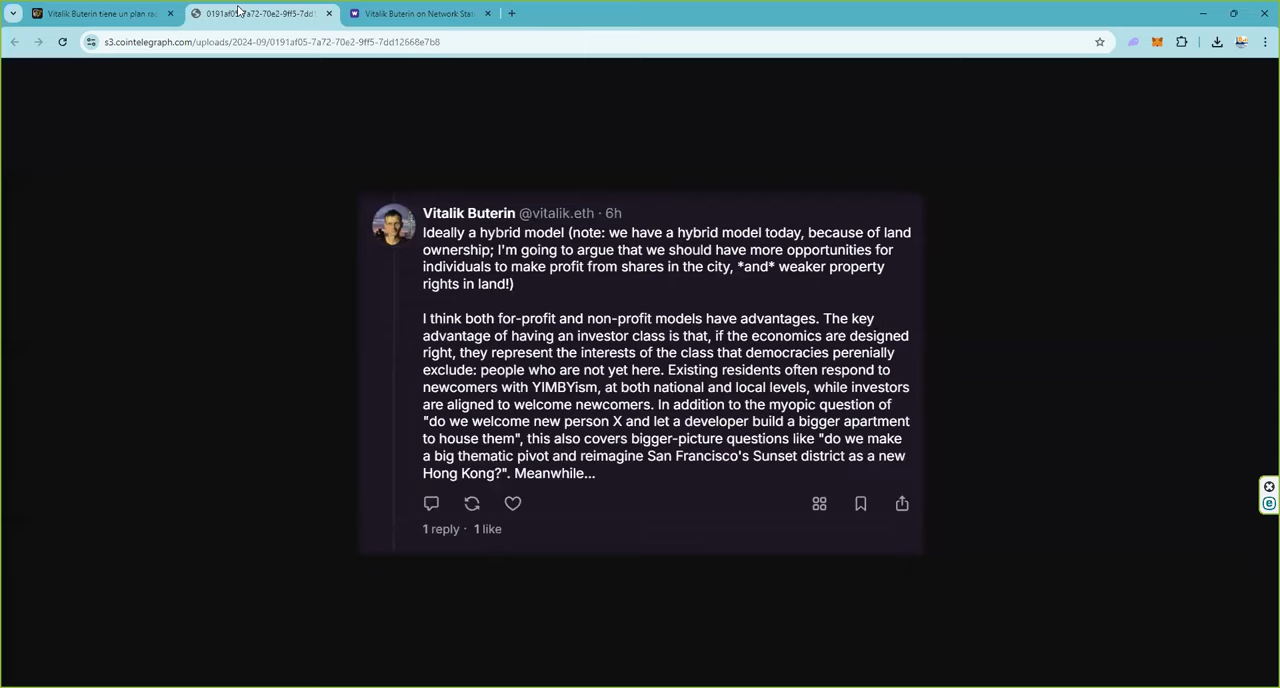 Vitalik Buterin tiene un plan rac
0191af05-7a72-70e2-9ff5-7dd1
Vitalik Buterin on Network Sta
s3.cointelegraph.com/uploads/2024-09/0191af05-7a72-70e2-9ff5-7dd12668e7b8
Vitalik Buterin @vitalik.eth · 6h
Ideally a hybrid model (note: we have a hybrid model today, because of land
ownership; I'm going to argue that we should have more opportunities for
individuals to make profit from shares in the city, *and* weaker property
rights in land!)
I think both for-profit and non-profit models have advantages. The key
advantage of having an investor class is that, if the economics are designed
right, they represent the interests of the class that democracies perenially
exclude: people who are not yet here. Existing residents often respond to
newcomers with YIMBYism, at both national and local levels, while investors
are aligned to welcome newcomers. In addition to the myopic question of
"do we welcome new person X and let a developer build a bigger apartment
to house them", this also covers bigger-picture questions like "do we make
a big thematic pivot and reimagine San Francisco's Sunset district as a new
Hong Kong?". Meanwhile...
1 reply · 1 like